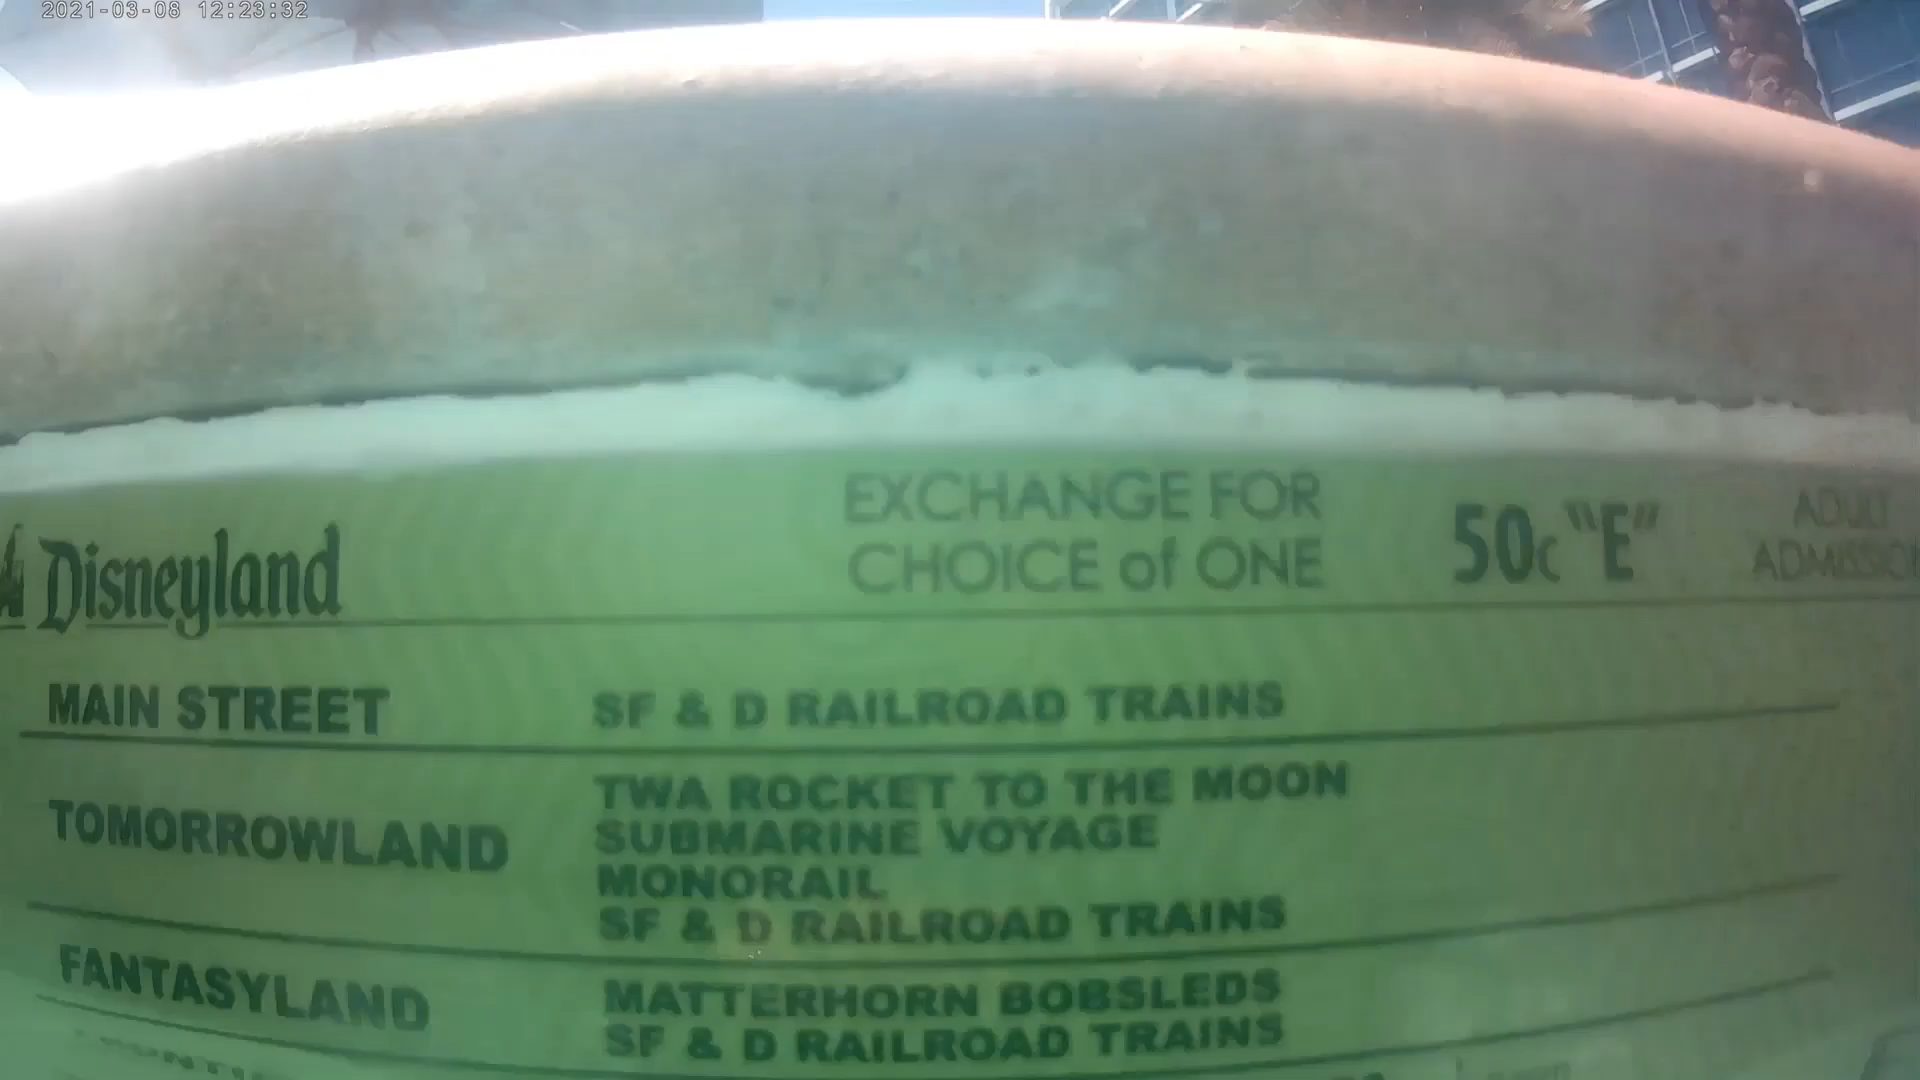 2021-03-08 12:23:32
Disneyland
EXCHANGE FOR
CHOICE of ONE
50c "E"
ADULT
MAIN STREET
SF & D RAILROAD TRAINS
TOMORROWLAND
TWA ROCKET TO THE MOON
SUBMARINE VOYAGE
MONORAIL
SF & D RAILROAD TRAINS
FANTASYLAND
MATTERHORN BOBSLEDS
SF & D RAILROAD TRAINS